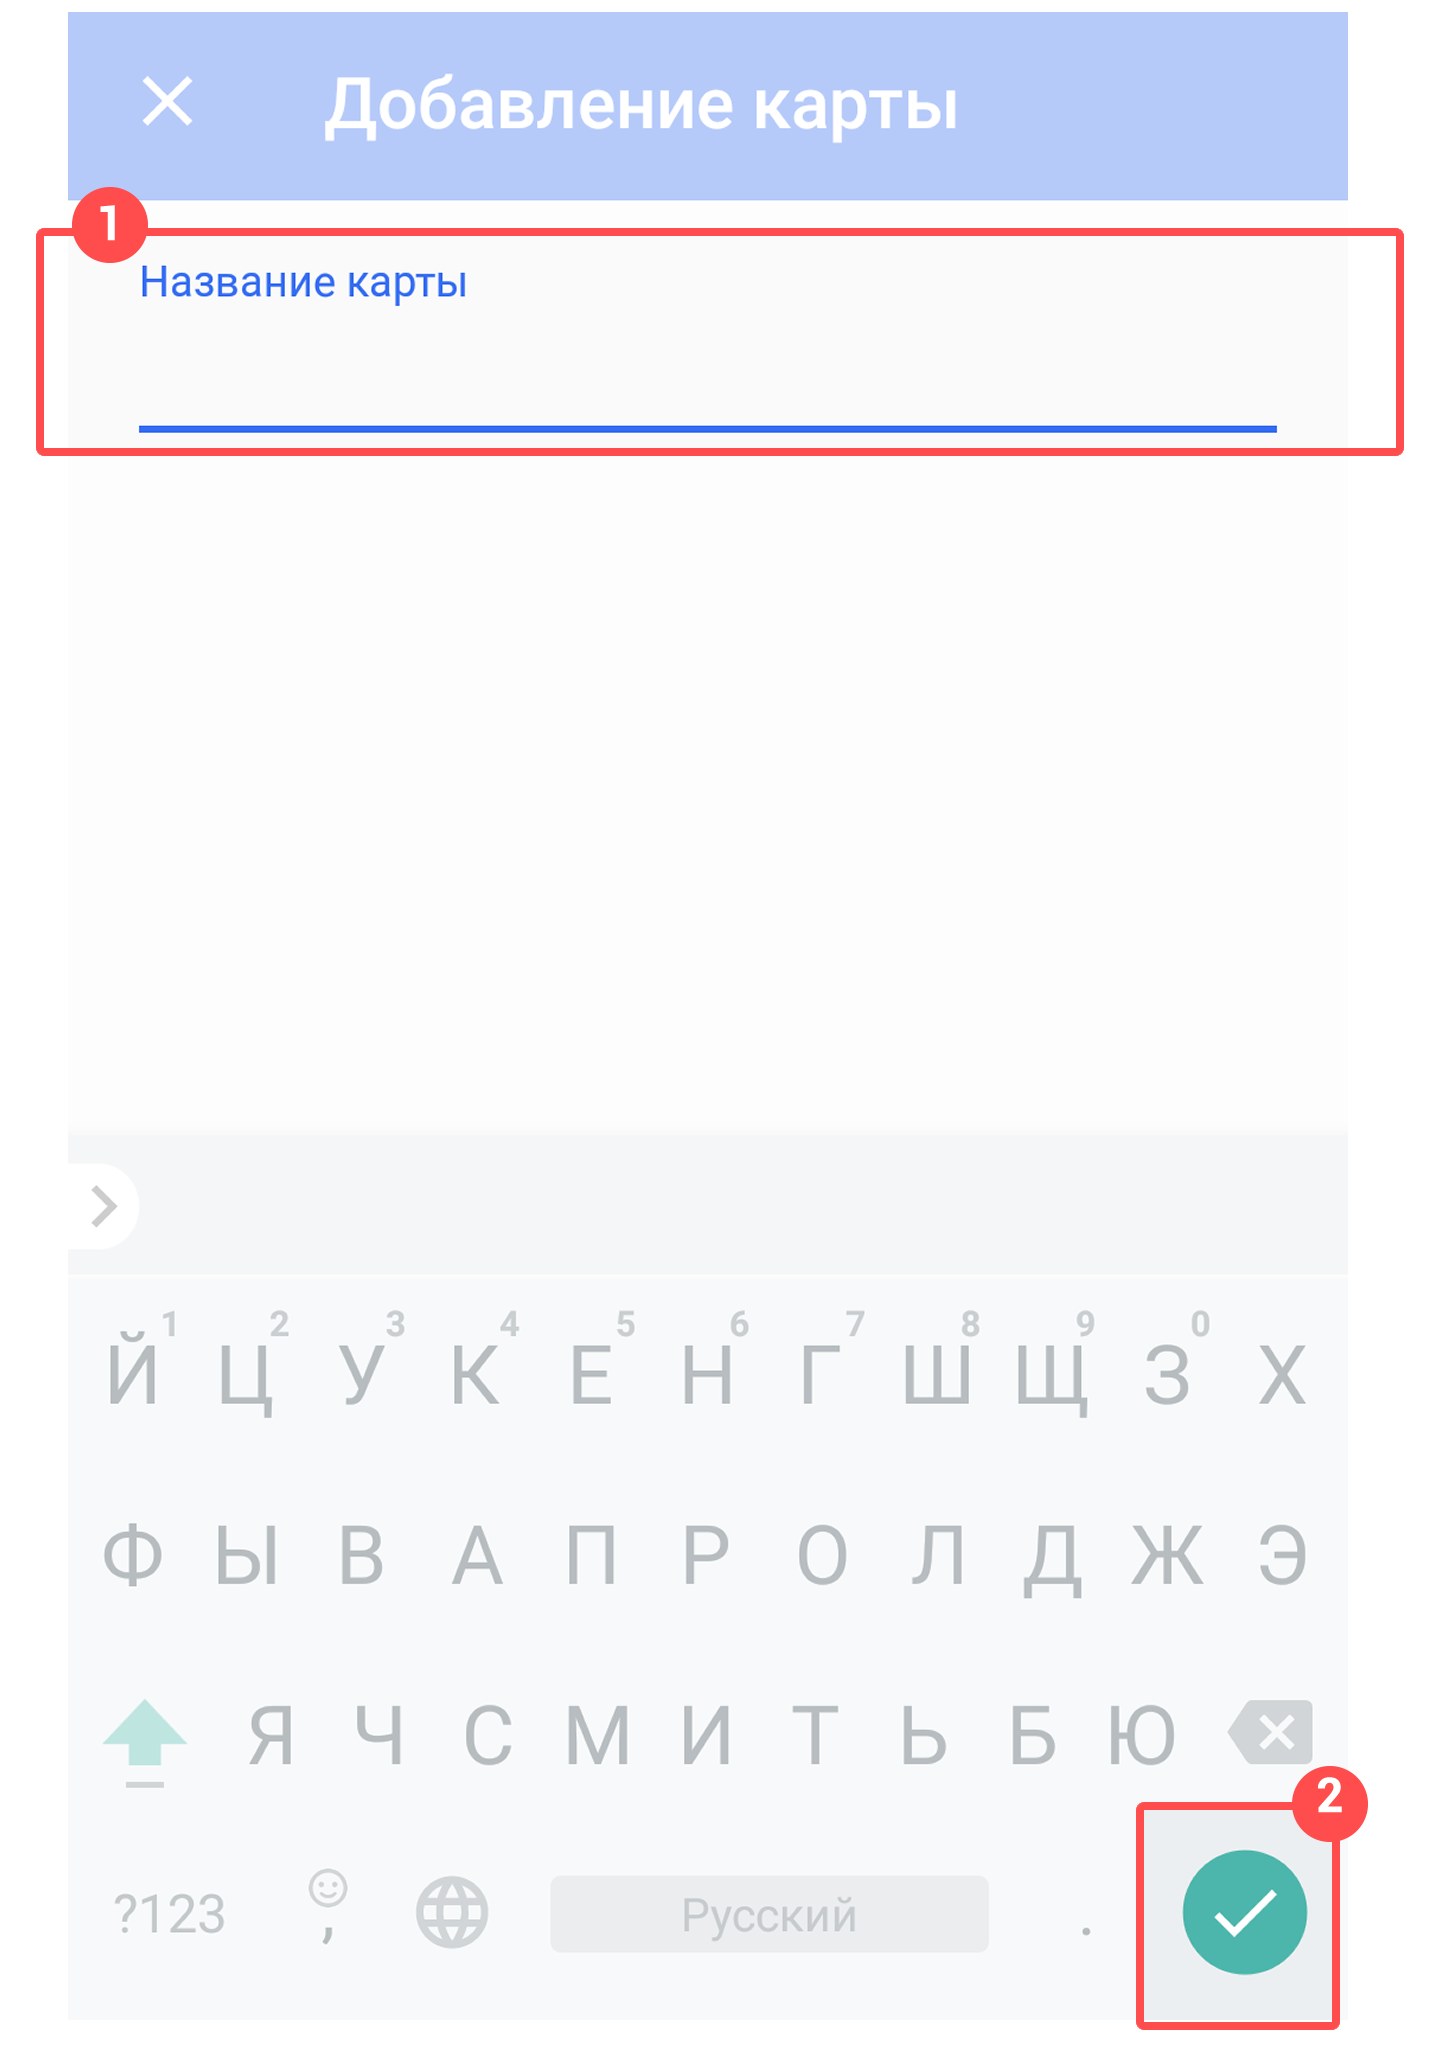 Добавление карты
1
Название карты
1 2 3 4 5 6 7 8 9 0
Й Ц У К Е Н Г Ш Щ З Х
Ф Ы В А П Р О Л Д Ж Э
Я Ч С М И Т Ь Б Ю
2
?123 , Русский .